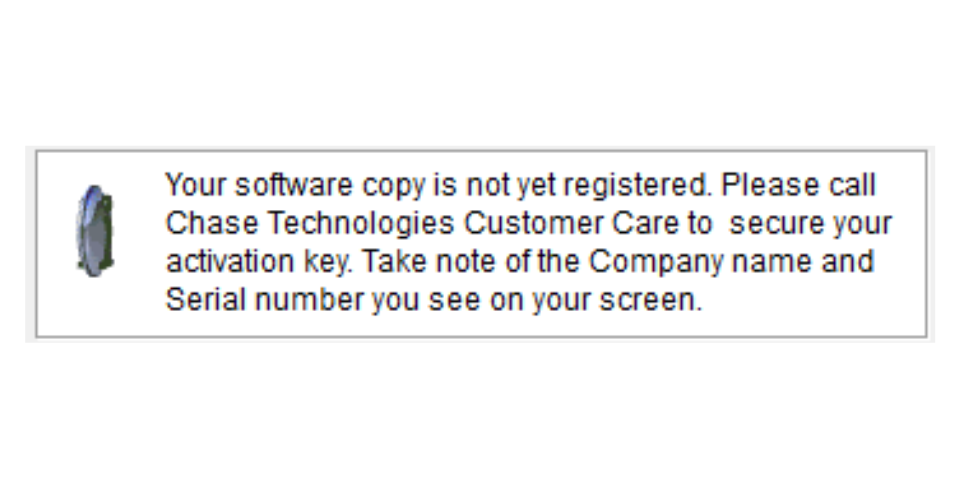 Your software copy is not yet registered. Please call
Chase Technologies Customer Care to  secure your
activation key. Take note of the Company name and
Serial number you see on your screen.